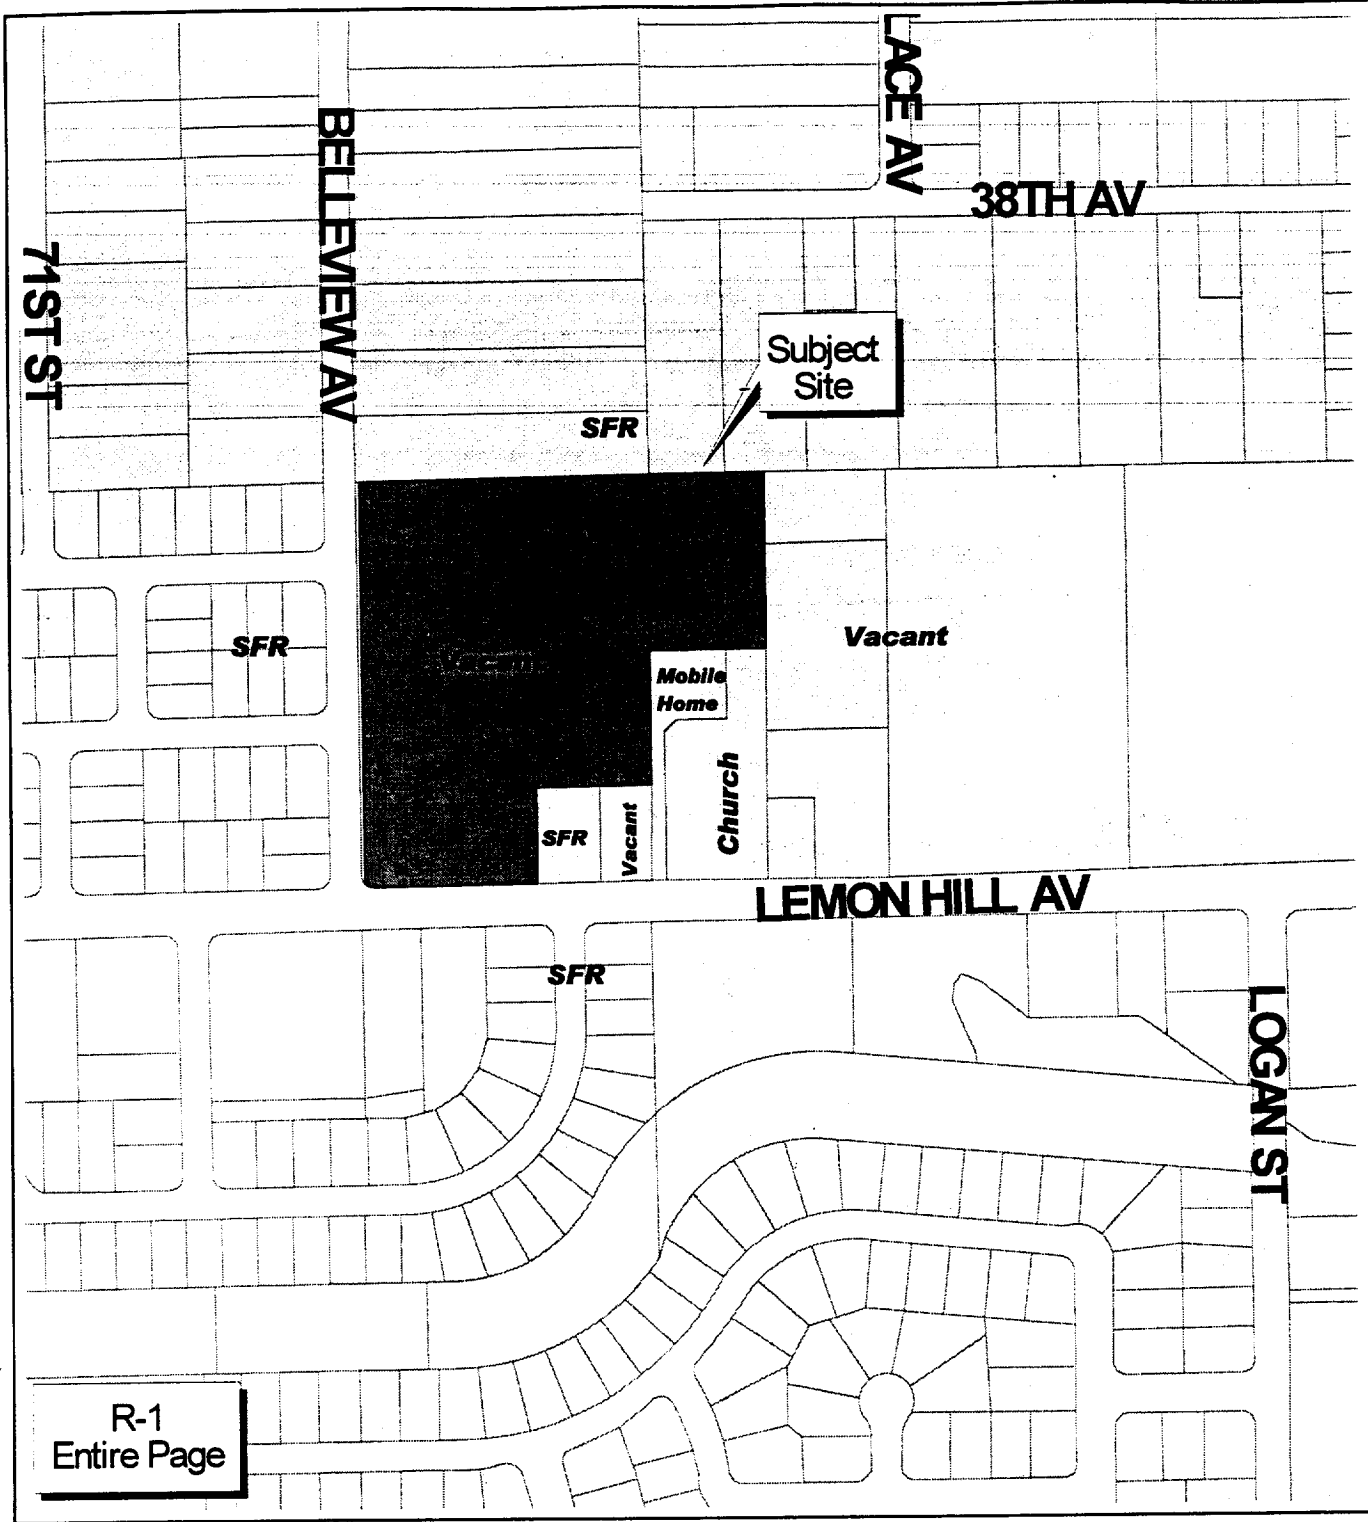 LACE AV
BELLEVIEW AV
38TH AV
71ST ST
Subject
Site
SFR
SFR
Vacant
Vacant
Mobile
Home
Church
SFR
Vacant
LEMON HILL AV
SFR
LOGAN ST
R-1
Entire Page